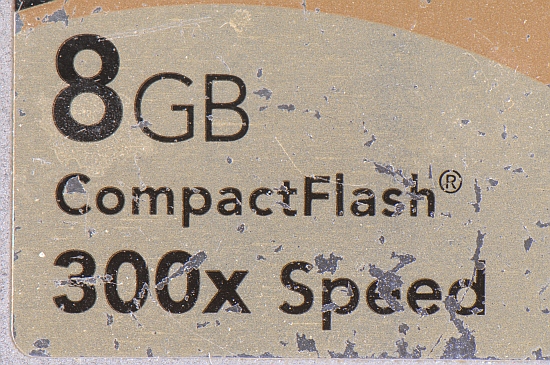 8GB
CompactFlash®
300x Speed